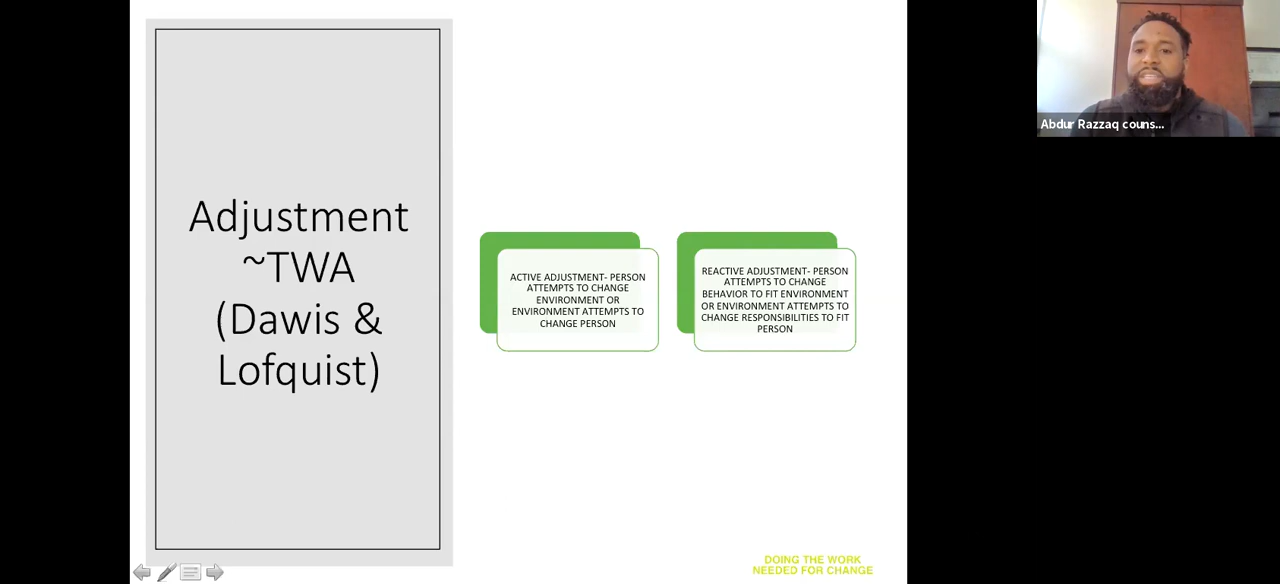 Adjustment
~TWA
(Dawis &
Lofquist)
ACTIVE ADJUSTMENT- PERSON
ATTEMPTS TO CHANGE
ENVIRONMENT OR
ENVIRONMENT ATTEMPTS TO
CHANGE PERSON
REACTIVE ADJUSTMENT- PERSON
ATTEMPTS TO CHANGE
BEHAVIOR TO FIT ENVIRONMENT
OR ENVIRONMENT ATTEMPTS TO
CHANGE RESPONSIBILITIES TO FIT
PERSON
DOING THE WORK
NEEDED FOR CHANGE
Abdur Razzaq couns...